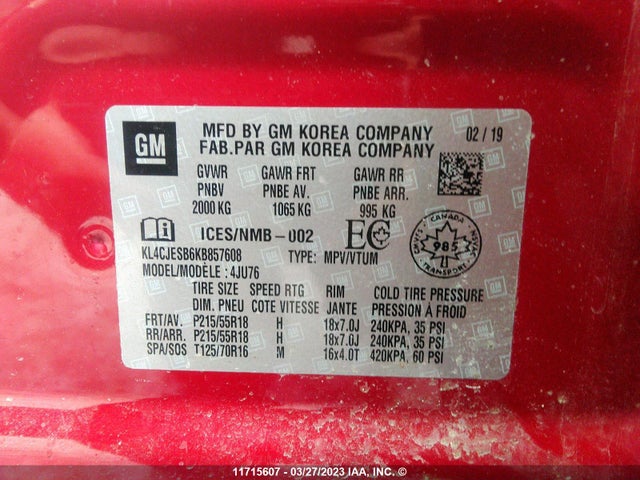 GM
MFD BY GM KOREA COMPANY 02 / 19
FAB.PAR GM KOREA COMPANY
GVWR GAWR FRT GAWR RR
PNBV PNBE AV. PNBE ARR.
2000 KG 1065 KG 995 KG
ICES/NMB-002 EC
CANADA
985
TRANSPORT
KL4CJESB6KB857608 TYPE: MPV/VTUM
MODEL/MODÈLE : 4JU76
TIRE SIZE SPEED RTG RIM COLD TIRE PRESSURE
DIM. PNEU COTE VITESSE JANTE PRESSION À FROID
FRT/AV. P215/55R18 H 18x7.0J 240KPA, 35 PSI
RR/ARR. P215/55R18 H 18x7.0J 240KPA, 35 PSI
SPA/SOS T125/70R16 M 16x4.0T 420KPA, 60 PSI
11715607 - 03/27/2023 IAA, INC. ©